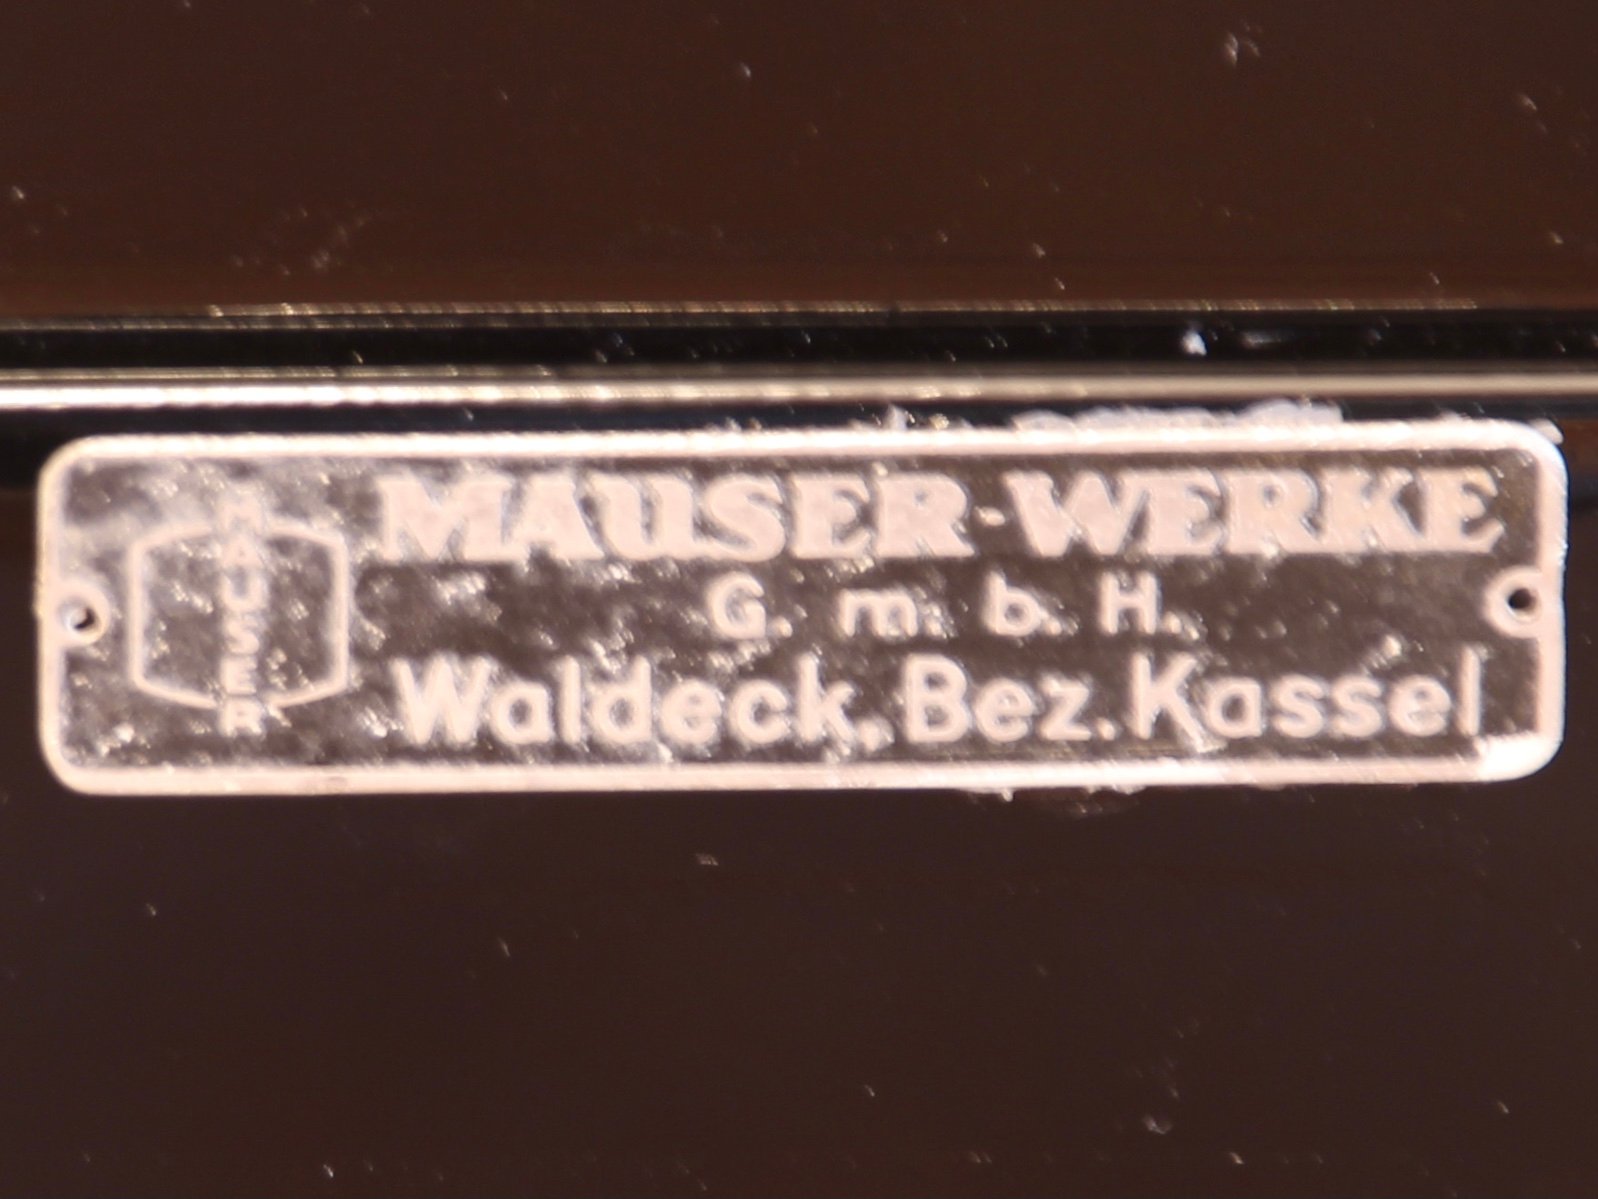 MAUSER
MAUSER-WERKE
G. m. b. H.
Waldeck, Bez. Kassel